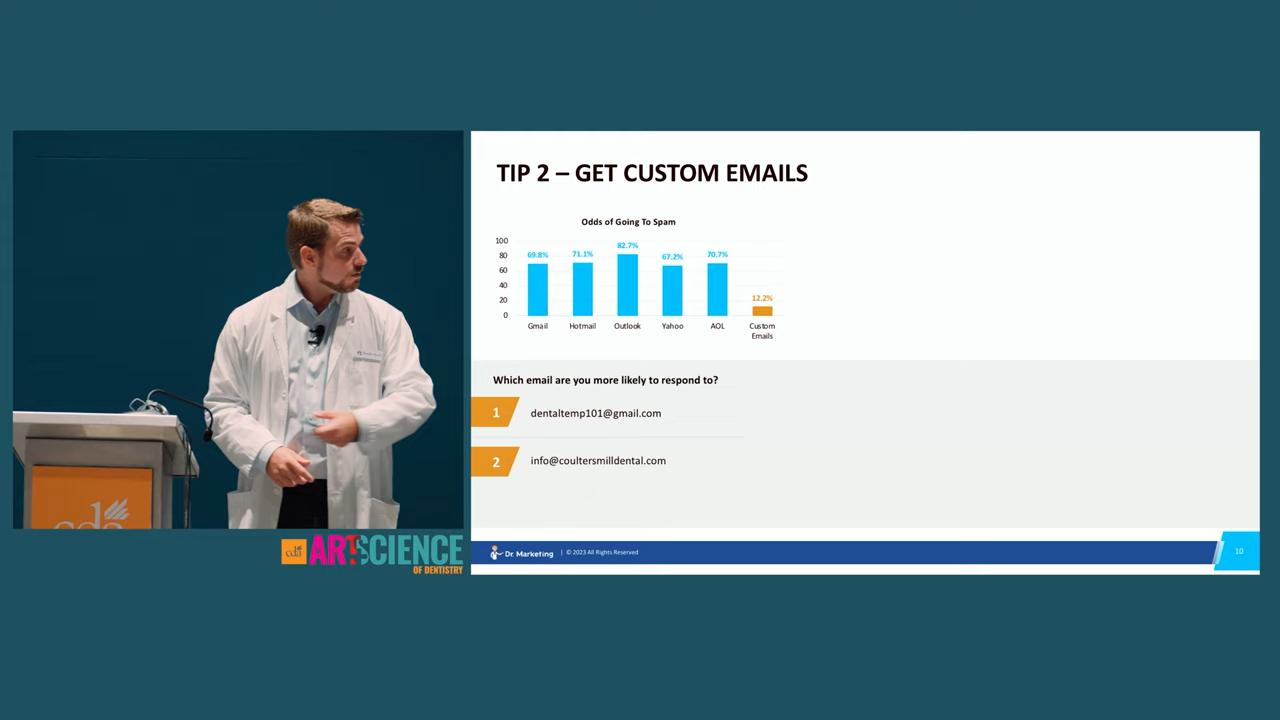 TIP 2 – GET CUSTOM EMAILS
Odds of Going To Spam
100
80
60
40
20
0
69.8%
71.1%
82.7%
67.2%
70.7%
12.2%
Gmail
Hotmail
Outlook
Yahoo
AOL
Custom
Emails
Which email are you more likely to respond to?
1
dentaltemp101@gmail.com
2
info@coultersmilldental.com
cda
cda ART SCIENCE
OF DENTISTRY
Dr. Marketing | © 2023 All Rights Reserved
10